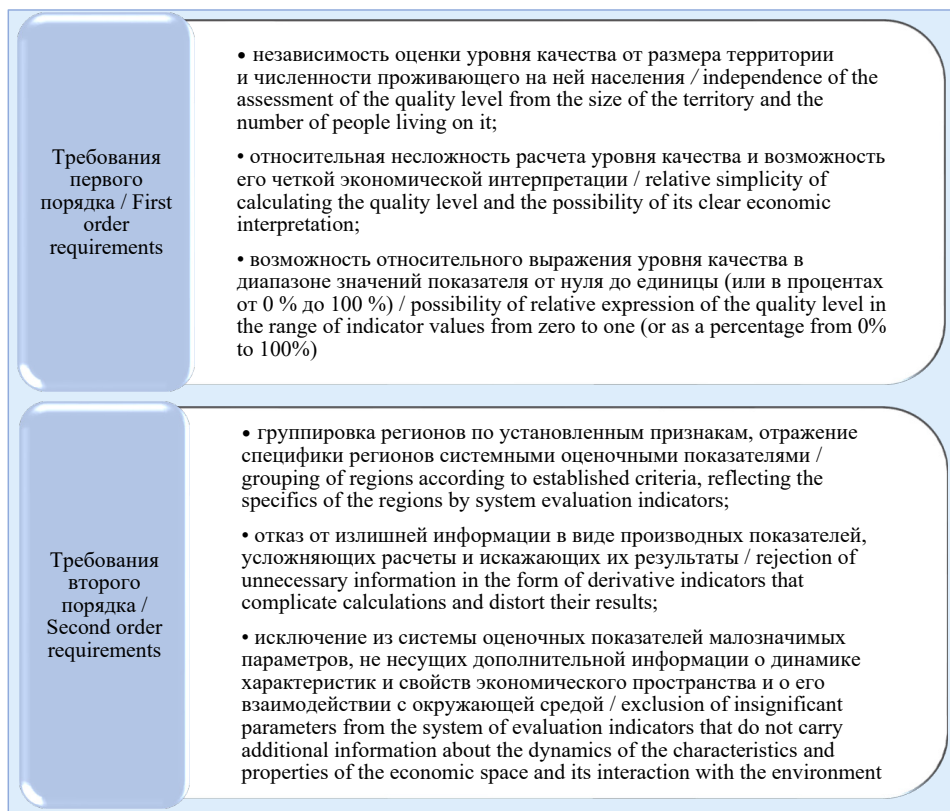 Требования
первого
порядка / First
order
requirements
• независимость оценки уровня качества от размера территории
и численности проживающего на ней населения / independence of the
assessment of the quality level from the size of the territory and the
number of people living on it;
• относительная несложность расчета уровня качества и возможность
его четкой экономической интерпретации / relative simplicity of
calculating the quality level and the possibility of its clear economic
interpretation;
• возможность относительного выражения уровня качества в
диапазоне значений показателя от нуля до единицы (или в процентах
от 0 % до 100 %) / possibility of relative expression of the quality level in
the range of indicator values from zero to one (or as a percentage from 0%
to 100%)
Требования
второго
порядка /
Second order
requirements
• группировка регионов по установленным признакам, отражение
специфики регионов системными оценочными показателями /
grouping of regions according to established criteria, reflecting the
specifics of the regions by system evaluation indicators;
• отказ от излишней информации в виде производных показателей,
усложняющих расчеты и искажающих их результаты / rejection of
unnecessary information in the form of derivative indicators that
complicate calculations and distort their results;
• исключение из системы оценочных показателей малозначимых
параметров, не несущих дополнительной информации о динамике
характеристик и свойств экономического пространства и о его
взаимодействии с окружающей средой / exclusion of insignificant
parameters from the system of evaluation indicators that do not carry
additional information about the dynamics of the characteristics and
properties of the economic space and its interaction with the environment